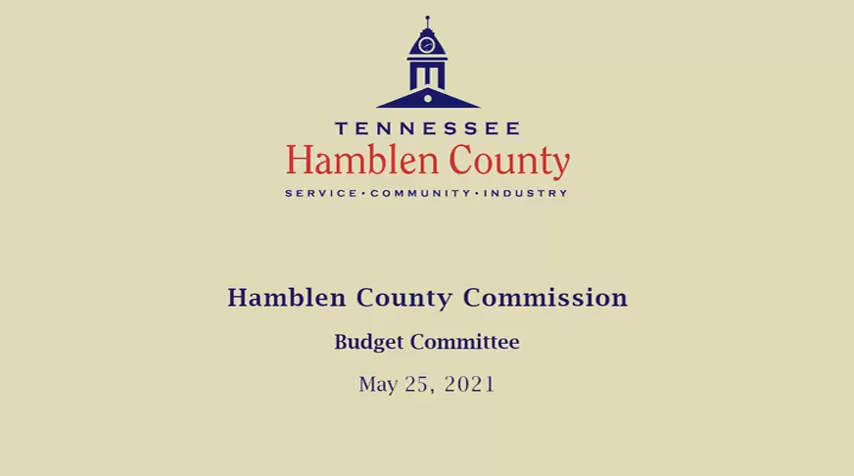 TENNESSEE
Hamblen County
SERVICE • COMMUNITY • INDUSTRY
Hamblen County Commission
Budget Committee
May 25, 2021